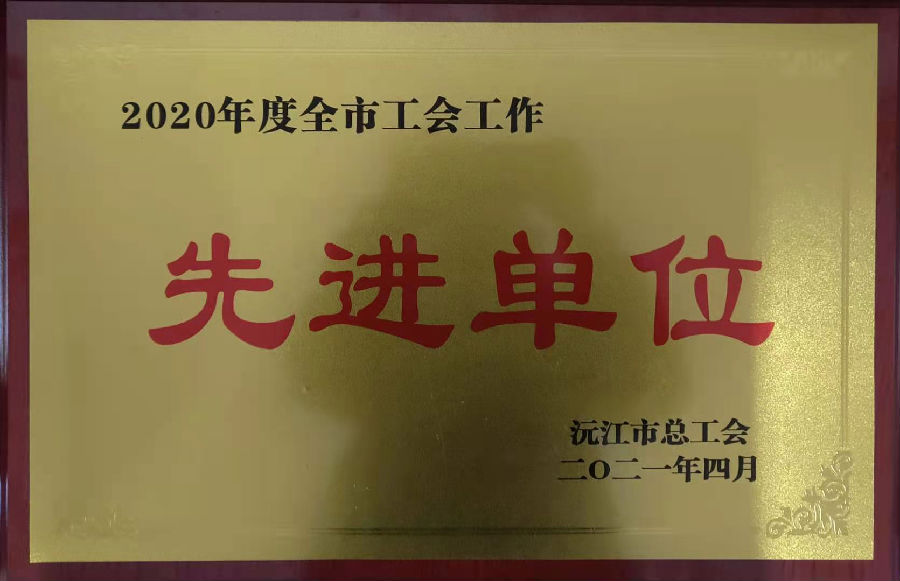 2020年度全市工会工作
先进单位
沅江市总工会
二〇二一年四月